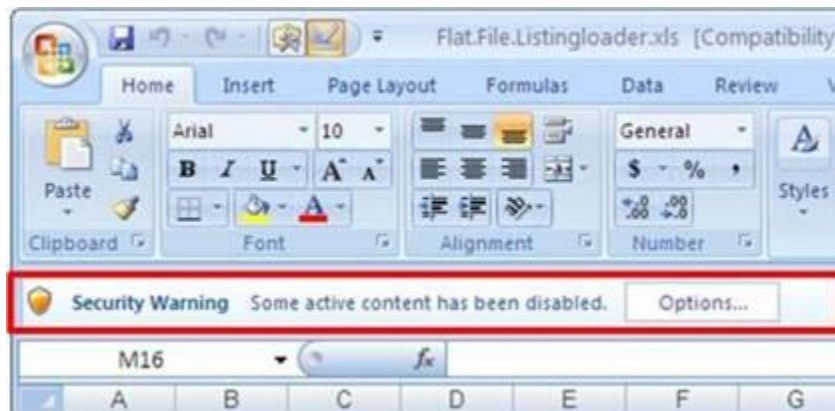 Flat.File.Listingloader.xls [Compatibility
Home Insert Page Layout Formulas Data Review
Arial 10 General
B I U A A $ % ,
Paste A Styles
Clipboard Font Alignment Number
Security Warning Some active content has been disabled. Options...
M16 fx
A B C D E F G